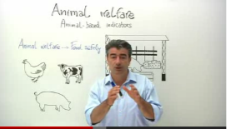 Animal welfare
Animal-based indicators
Animal welfare → Food safety